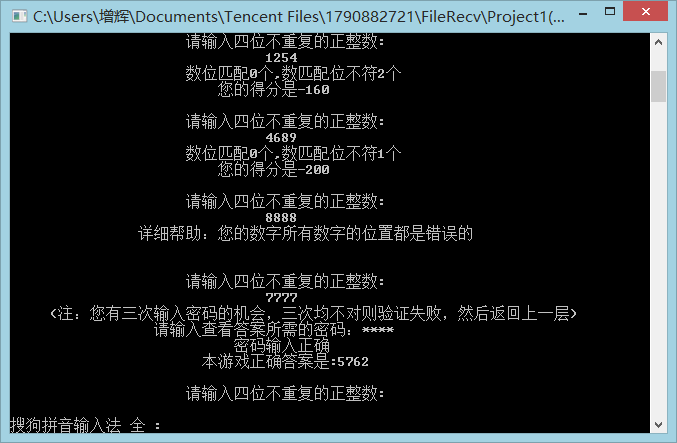 C:\Users\增辉\Documents\Tencent Files\1790882721\FileRecv\Project1(...
请输入四位不重复的正整数:
1254
数位匹配0个,数匹配位不符2个
您的得分是-160
请输入四位不重复的正整数:
4689
数位匹配0个,数匹配位不符1个
您的得分是-200
请输入四位不重复的正整数:
8888
详细帮助: 您的数字所有数字的位置都是错误的
请输入四位不重复的正整数:
7777
(注: 您有三次输入密码的机会, 三次均不对则验证失败, 然后返回上一层)
请输入查看答案所需的密码: ****
密码输入正确
本游戏正确答案是:5762
请输入四位不重复的正整数:
搜狗拼音输入法 全 :